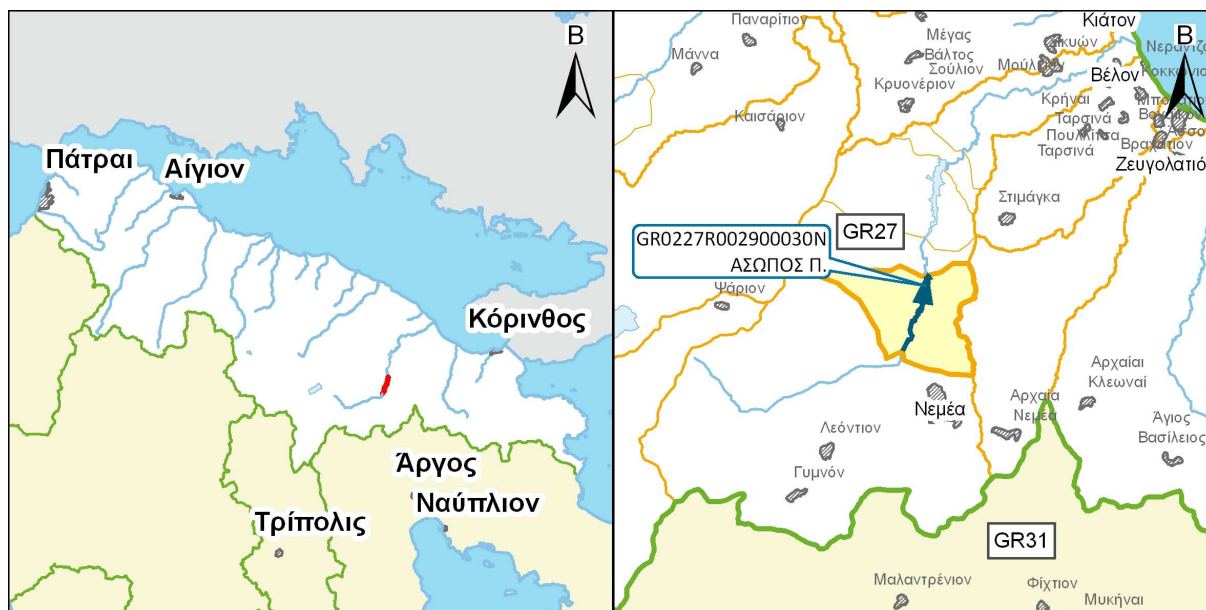 Β
Πάτραι
Αίγιον
Κόρινθος
Άργος
Ναύπλιον
Τρίπολις
Παναρίτιον
Μάννα
Μέγας
Βάλτος
Σούλιον
Κρυονέριον
Καισάριον
Κιάτον
Βέλον
Κρήναι
Ταρσινά
Πουλλίτσα
Ταρσινά
Βραχάτιον
Ζευγολατιό
Στιμάγκα
GR27
GR0227R002900030N
ΑΣΩΠΟΣ Π.
Ψάριον
Νεμέα
Αρχαία
Νεμέα
Αρχαίαι
Κλεωναί
Άγιος
Βασίλειος
Λεόντιον
Γυμνόν
GR31
Μαλαντρένιον
Φίχτιον
Μυκήναι
Β